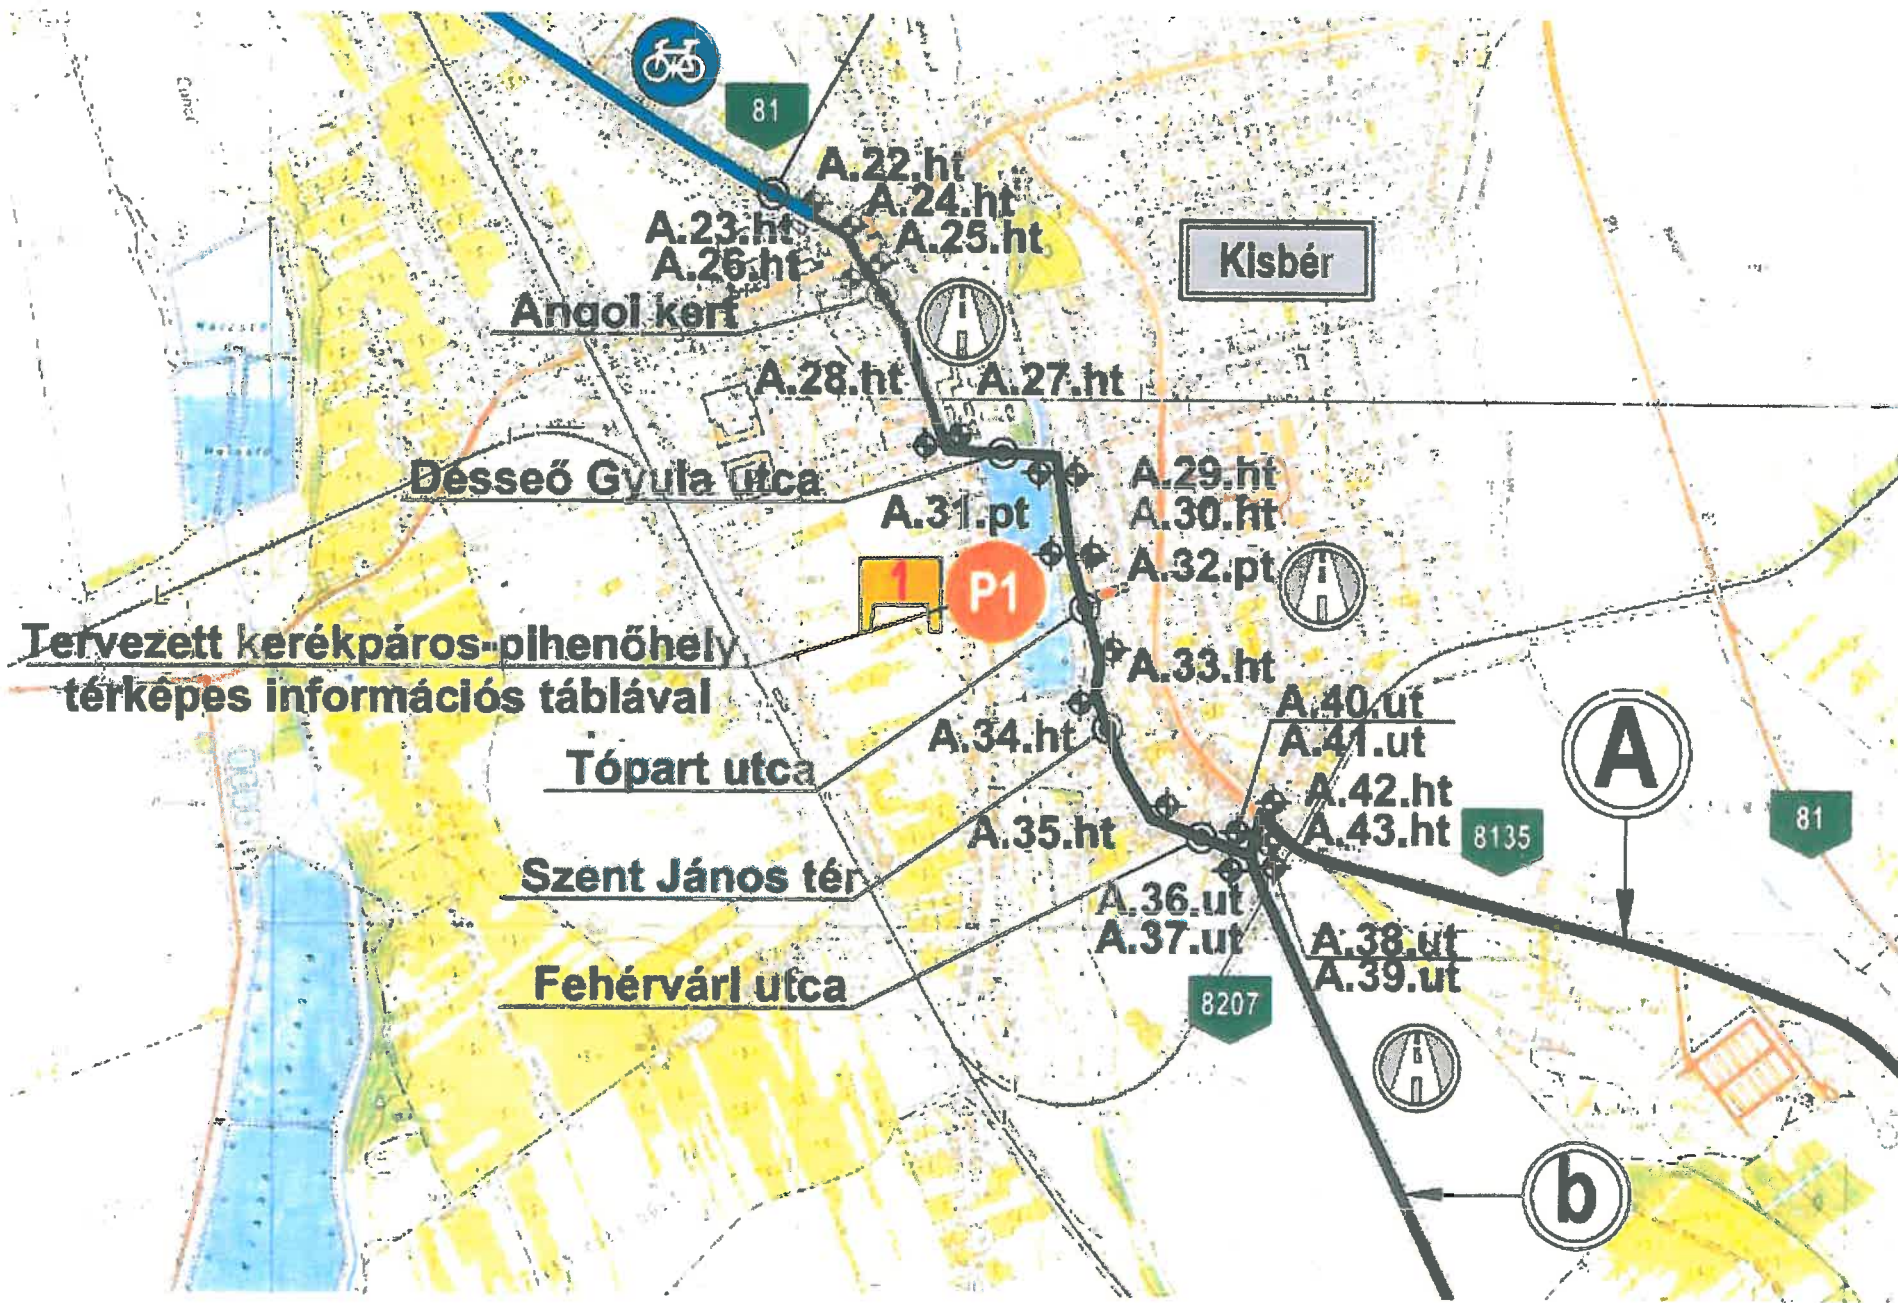 81
A.22.ht
A.24.ht
A.23.ht
A.25.ht
A.26.ht
Kisbér
Angol kert
A.28.ht
A.27.ht
Désseő Gyula utca
A.29.ht
A.31.pt
A.30.ht
A.32.pt
1
P1
Tervezett kerékpáros-pihenőhely
térképes információs táblával
A.33.ht
A.40.ut
A.34.ht
A.41.ut
A
Tópart utca
A.42.ht
A.35.ht
A.43.ht
8135
81
Szent János tér
A.36.ut
A.37.ut
A.38.ut
A.39.ut
Fehérvári utca
8207
b